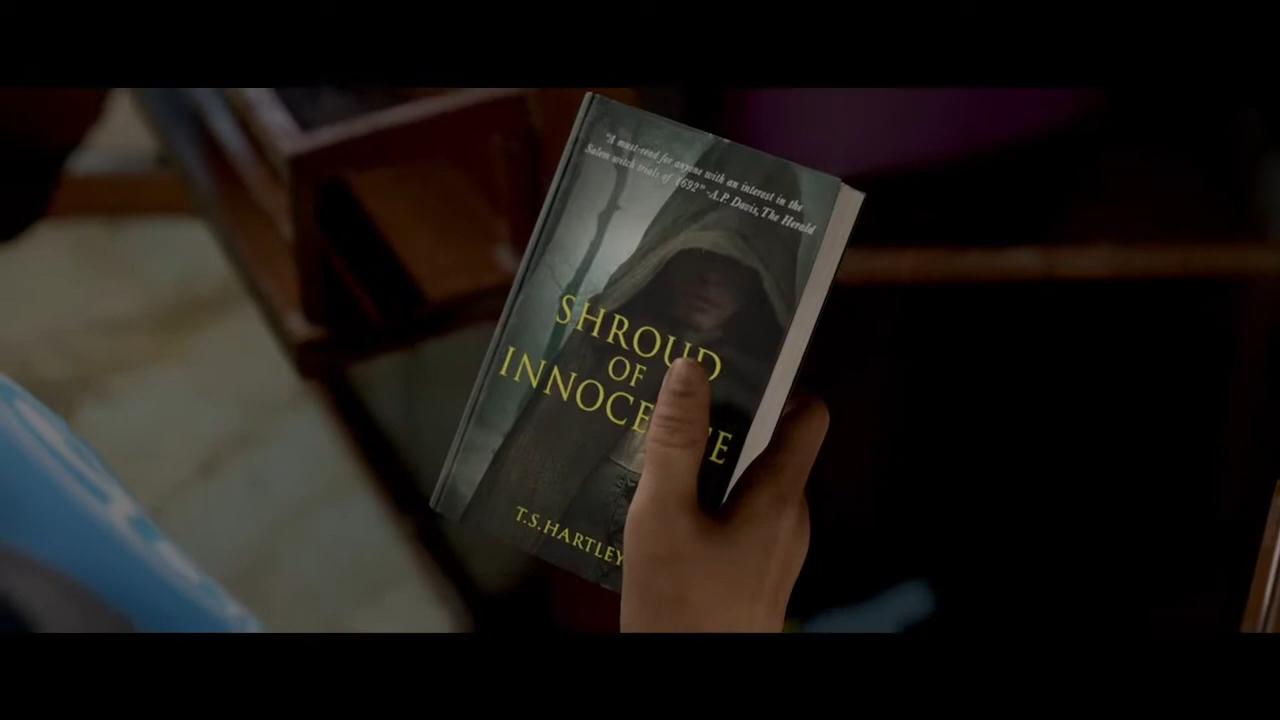 "A must-read for anyone with an interest in the
Salem witch trials of 1692" -A.P. Davis, The Herald
SHROUD
OF
INNOCE  E
T.S.HARTLEY